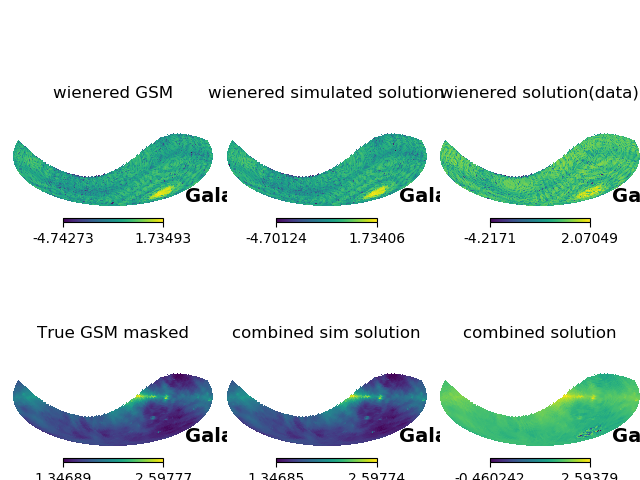 wienered GSM
wienered simulated solution
wienered solution(data)
Gala
Gala
Ga
-4.74273 1.73493
-4.70124 1.73406
-4.2171 2.07049
True GSM masked
combined sim solution
combined solution
Gala
Gala
Ga
1.34689 2.59777
1.34685 2.59774
-0.460242 2.59379